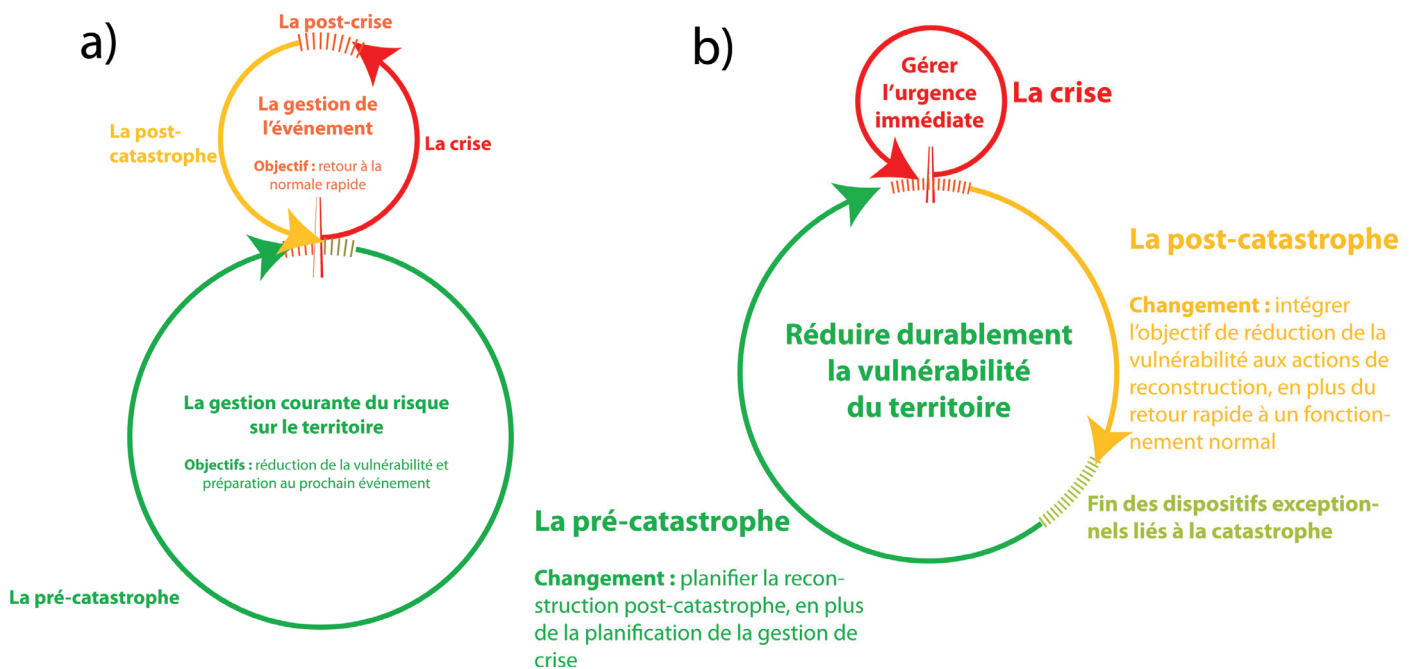 a)
La post-crise
La gestion de
l'événement
Objectif : retour à la
normale rapide
La post-
catastrophe
La crise
La gestion courante du risque
sur le territoire
Objectifs : réduction de la vulnérabilité et
préparation au prochain événement
La pré-catastrophe
b)
Gérer
l'urgence
immédiate
La crise
La post-catastrophe
Changement : intégrer
l'objectif de réduction de la
vulnérabilité aux actions de
reconstruction, en plus du
retour rapide à un fonction-
nement normal
Réduire durablement
la vulnérabilité
du territoire
Fin des dispositifs exception-
nels liés à la catastrophe
La pré-catastrophe
Changement : planifier la recon-
struction post-catastrophe, en plus
de la planification de la gestion de
crise